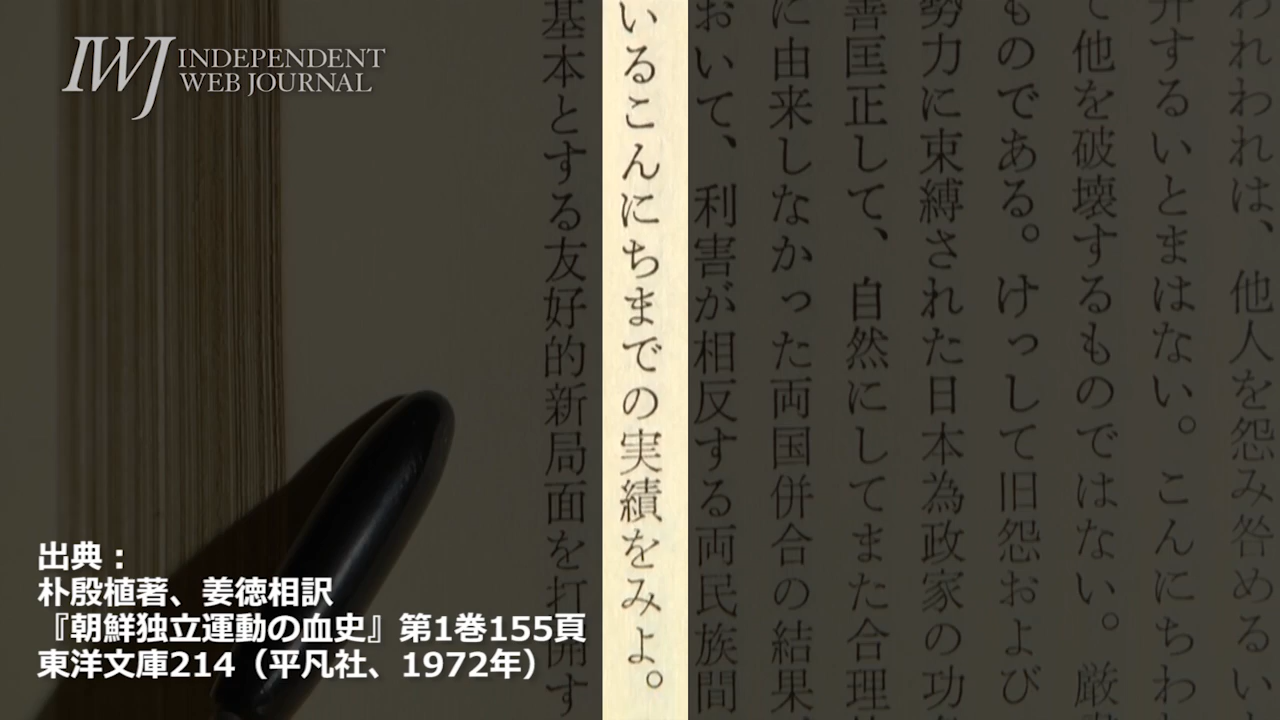 IWJ INDEPENDENT
WEB JOURNAL
われわれは、他人を怨み咎めるい
弁するいとまはない。こんにちわ
て他を破壊するものではない。厳
ものである。けっして旧怨および
勢力に束縛された日本為政家の功
善匡正して、自然にしてまた合理
に由来しなかった両国併合の結果
おいて、利害が相反する両民族間
いるこんにちまでの実績をみよ。
基本とする友好的新局面を打開す
出典：
朴殷植著、姜徳相訳
『朝鮮独立運動の血史』第1巻155頁
東洋文庫214（平凡社、1972年）